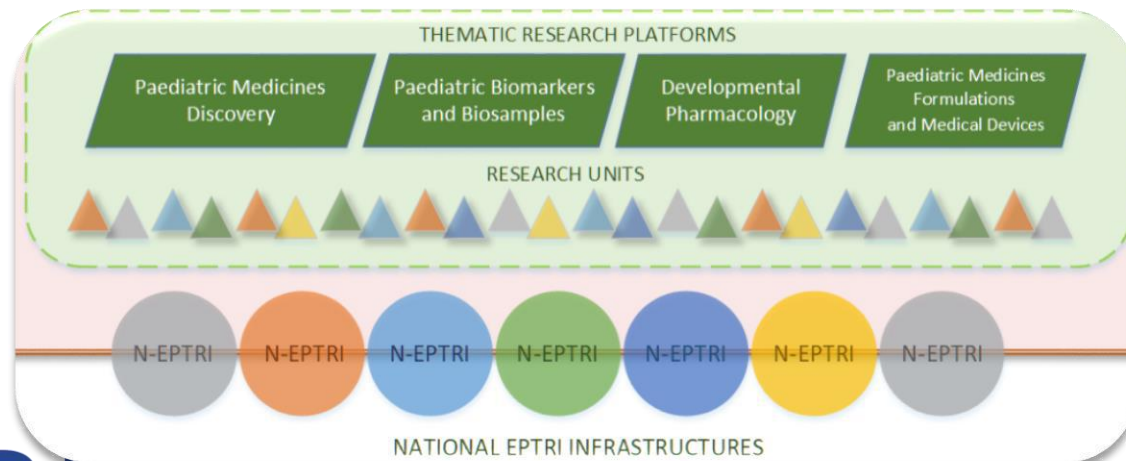 THEMATIC RESEARCH PLATFORMS
Paediatric Medicines
Discovery
Paediatric Biomarkers
and Biosamples
Developmental
Pharmacology
Paediatric Medicines
Formulations
and Medical Devices
RESEARCH UNITS
N-EPTRI
N-EPTRI
N-EPTRI
N-EPTRI
N-EPTRI
N-EPTRI
N-EPTRI
NATIONAL EPTRI INFRASTRUCTURES